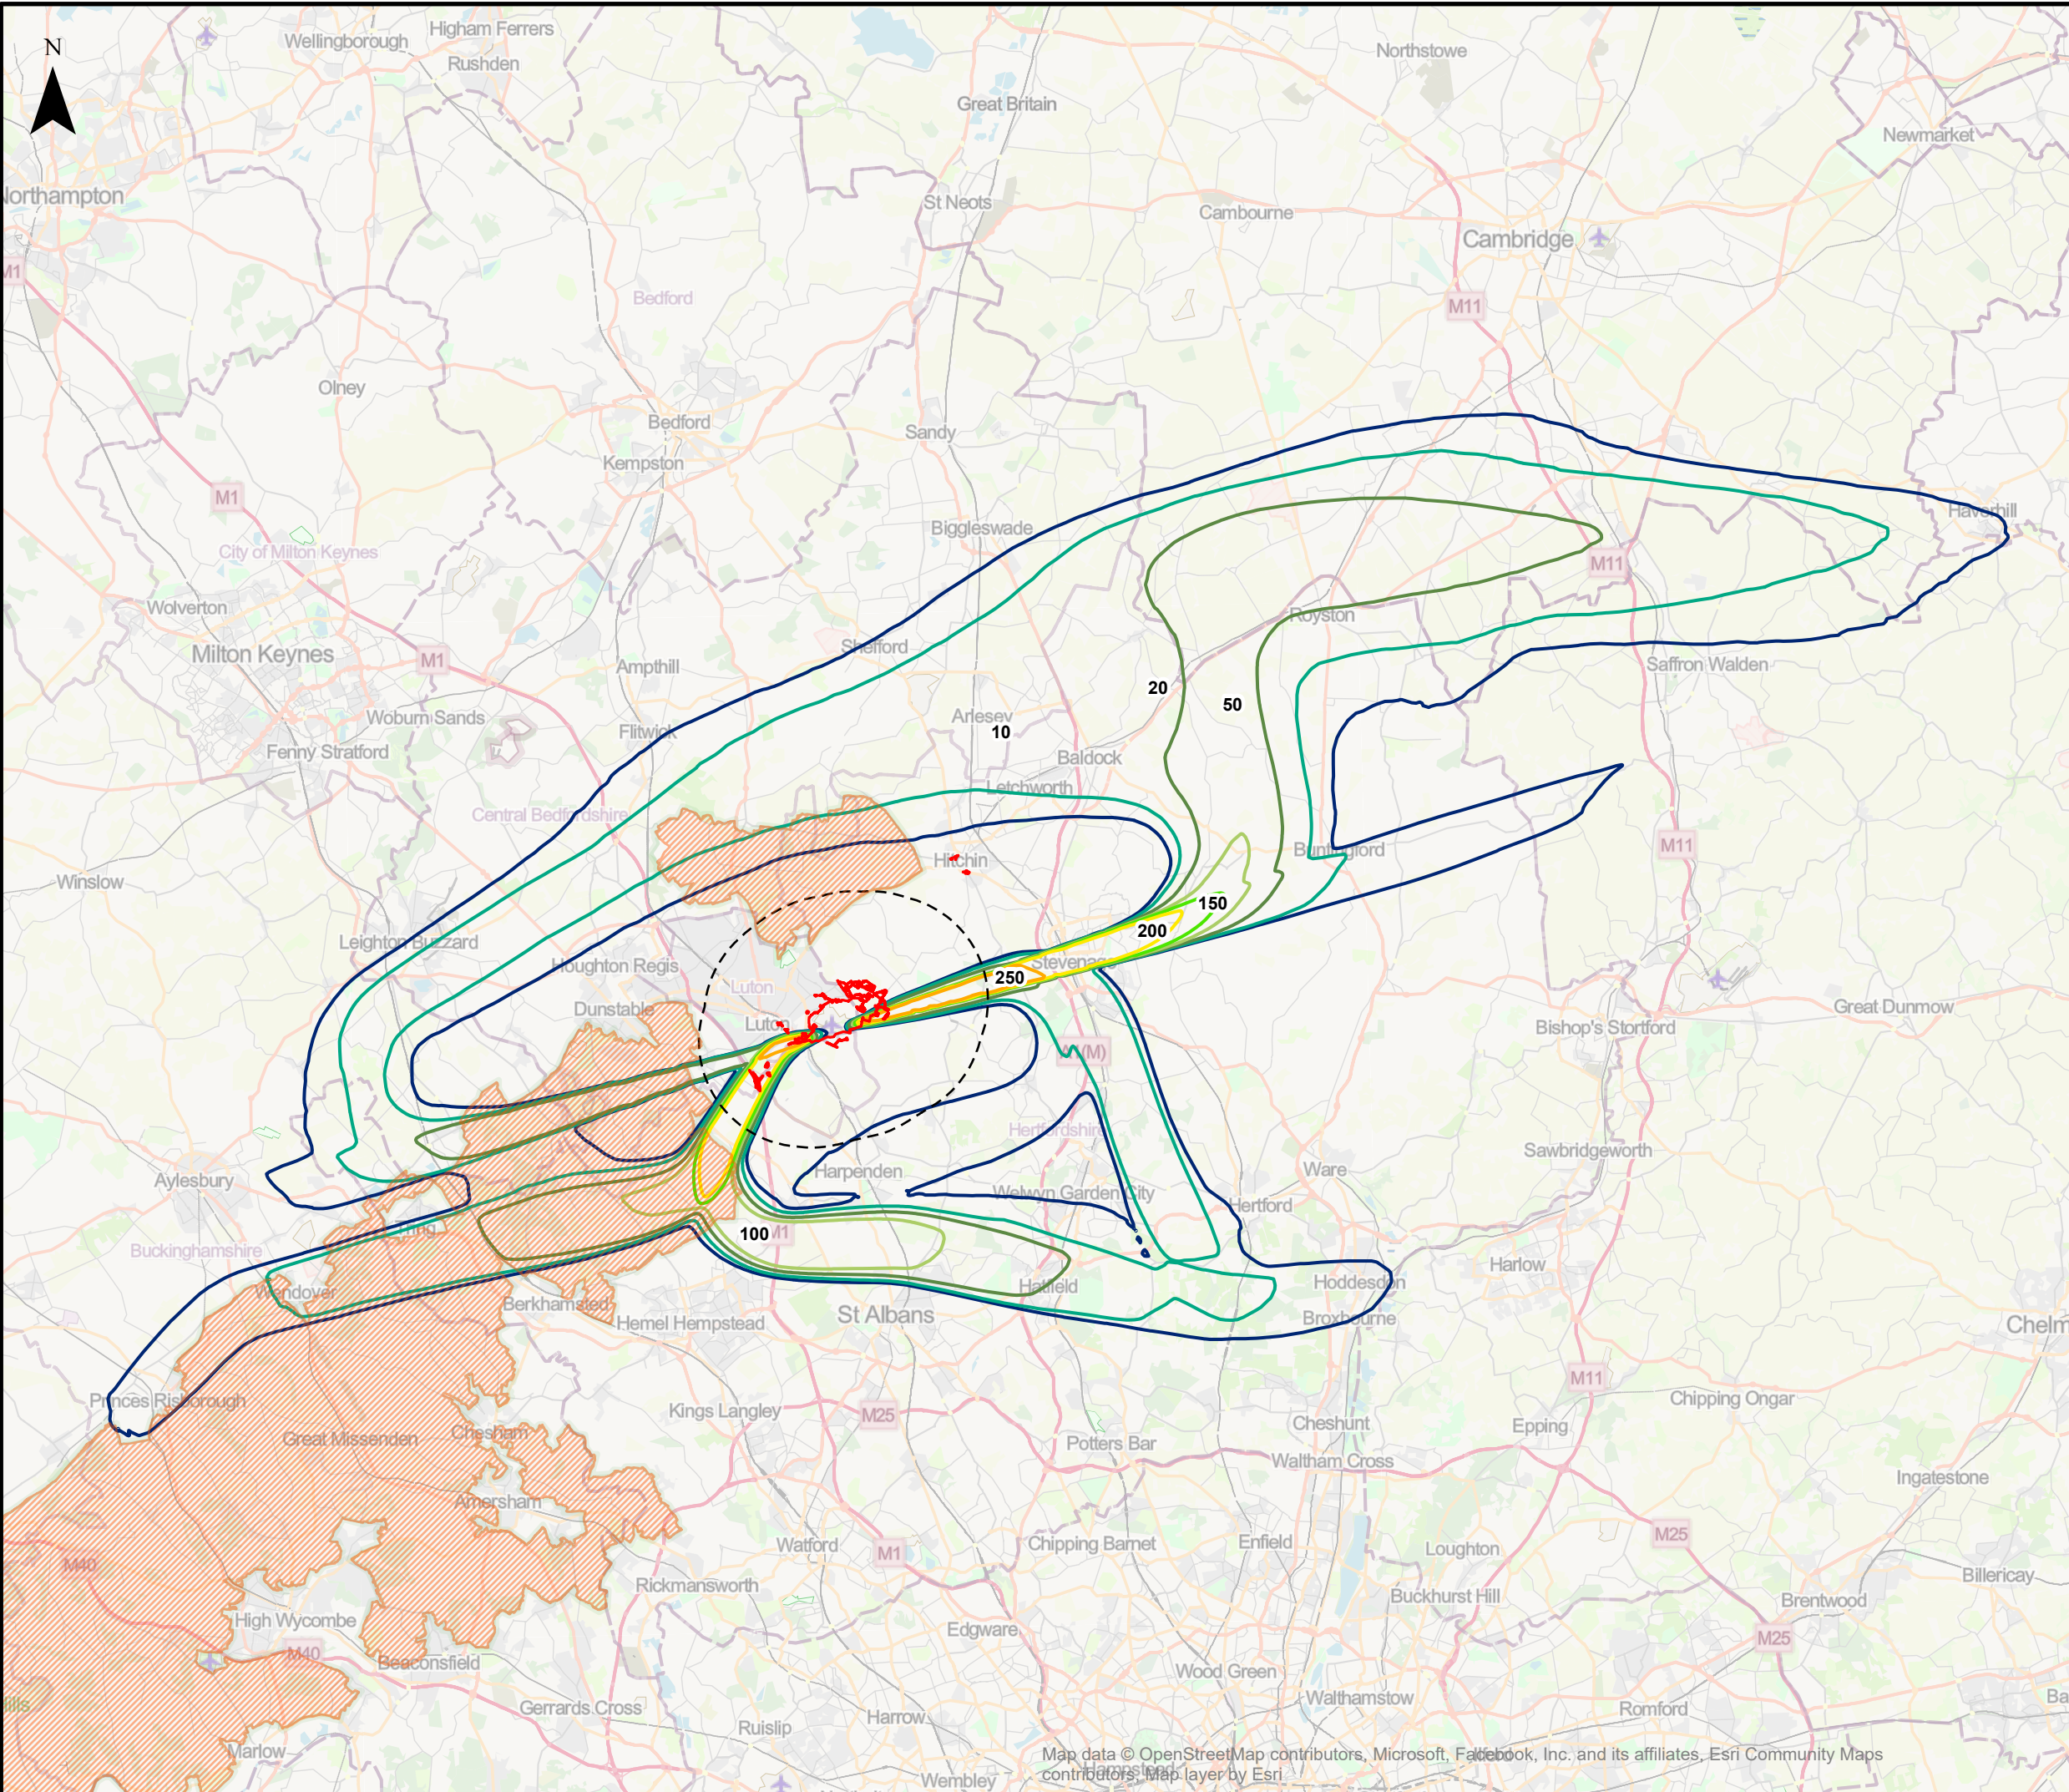 Higham Ferrers
Wellingborough
Rushden
N
Northstowe
Great Britain
Newmarket
Northampton
St Neots
Cambourne
Cambridge
M1
Bedford
M11
Olney
Bedford
Sandy
Kempston
M1
Biggleswade
Haverhill
City of Milton Keynes
M11
Wolverton
Royston
Shefford
Milton Keynes
M1
Ampthill
Saffron Walden
20
50
Woburn Sands
Arlesey
Flitwick
10
Fenny Stratford
Baldock
Letchworth
Central Bedfordshire
M11
Buntingford
Hitchin
Winslow
150
200
Leighton Buzzard
Houghton Regis
Stevenage
250
Luton
Dunstable
Great Dunmow
Luton
Bishop's Stortford
A1(M)
Hertfordshire
Sawbridgeworth
Harpenden
Ware
Aylesbury
Welwyn Garden City
Hertford
Tring
100
M1
Buckinghamshire
Harlow
Hoddesdon
Hatfield
Wendover
Berkhamsted
St Albans
Broxbourne
Hemel Hempstead
Chelm
M11
Princes Risborough
Chipping Ongar
Kings Langley
M25
Cheshunt
Epping
Chesham
Great Missenden
Potters Bar
Waltham Cross
Ingatestone
Amersham
M25
Watford
Chipping Barnet
Enfield
Loughton
M1
M40
Billericay
Rickmansworth
Buckhurst Hill
Brentwood
High Wycombe
Edgware
M25
M40
Beaconsfield
Wood Green
Walthamstow
Gerrards Cross
Romford
Ba
ills
Harrow
Ruislip
Marlow
Map data © OpenStreetMap contributors, Microsoft, Facebook, Inc. and its affiliates, Esri Community Maps
contributors, Map layer by Esri
Hampstead
Wembley